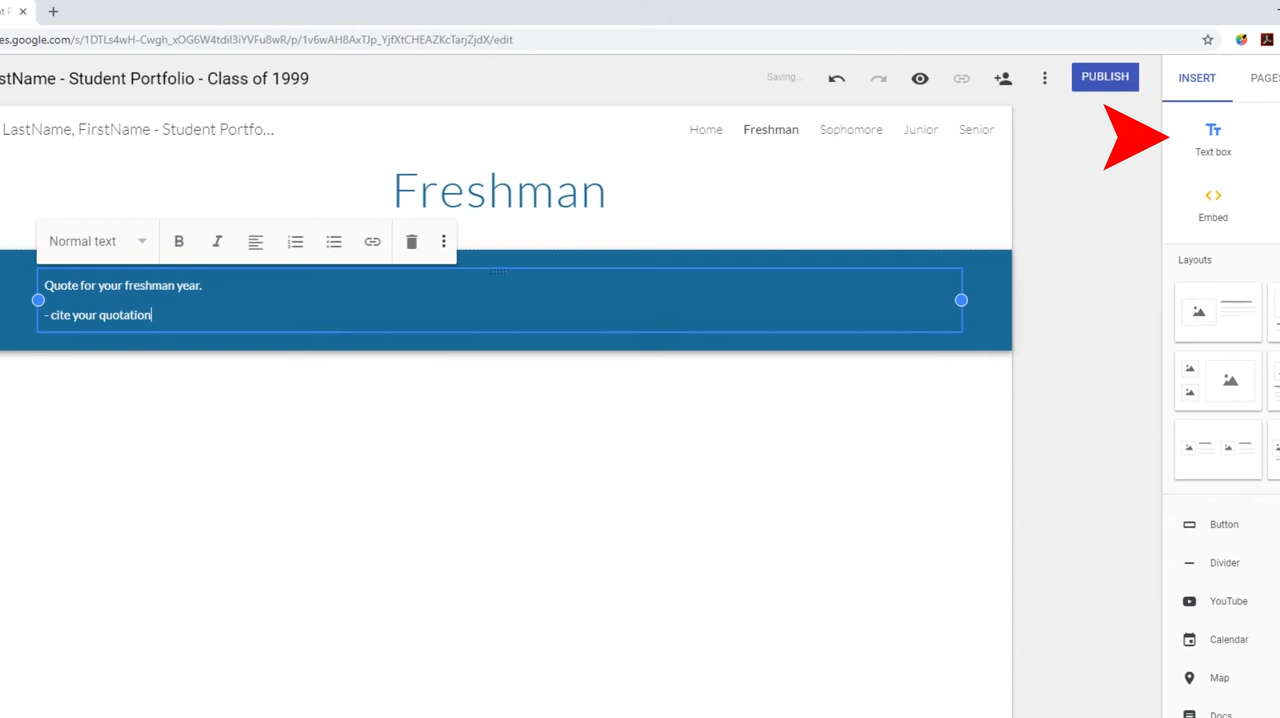 es.google.com/s/1DTLs4wH-Cwgh_xOG6W4tdiI3iYVFu8wR/p/1v6wAH8AxTJp_YjfXtCHEAZKcTarjZjdX/edit
stName - Student Portfolio - Class of 1999
Saving...
PUBLISH
INSERT
PAGES
LastName, FirstName - Student Portfo...
Home
Freshman
Sophomore
Junior
Senior
Text box
Freshman
Embed
Normal text
Layouts
Quote for your freshman year.
- cite your quotation
Button
Divider
YouTube
Calendar
Map
Docs